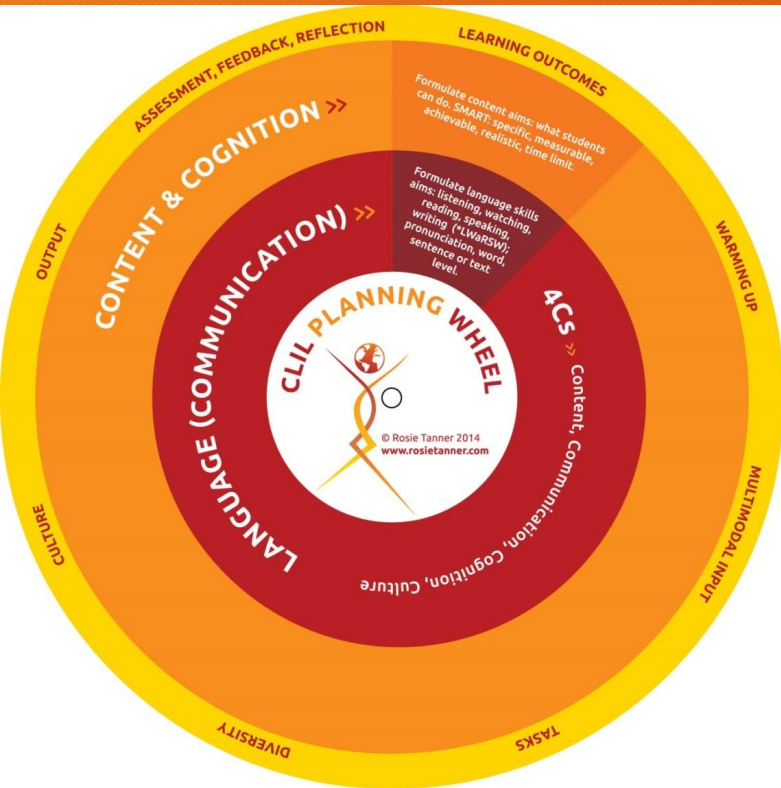 LEARNING OUTCOMES
WARMING UP
MULTIMODAL INPUT
TASKS
DIVERSITY
CULTURE
OUTPUT
ASSESSMENT, FEEDBACK, REFLECTION
CONTENT & COGNITION >>
Formulate content aims: what students
can do. SMART: specific, measurable,
achievable, realistic, time limit.
LANGUAGE (COMMUNICATION) >>
Formulate language skills
aims: listening, watching,
reading, speaking,
writing (*LWaRSW);
pronunciation, word,
sentence or text
level.
4Cs >> Content, Communication, Cognition, Culture
CLIL PLANNING WHEEL
© Rosie Tanner 2014
www.rosietanner.com